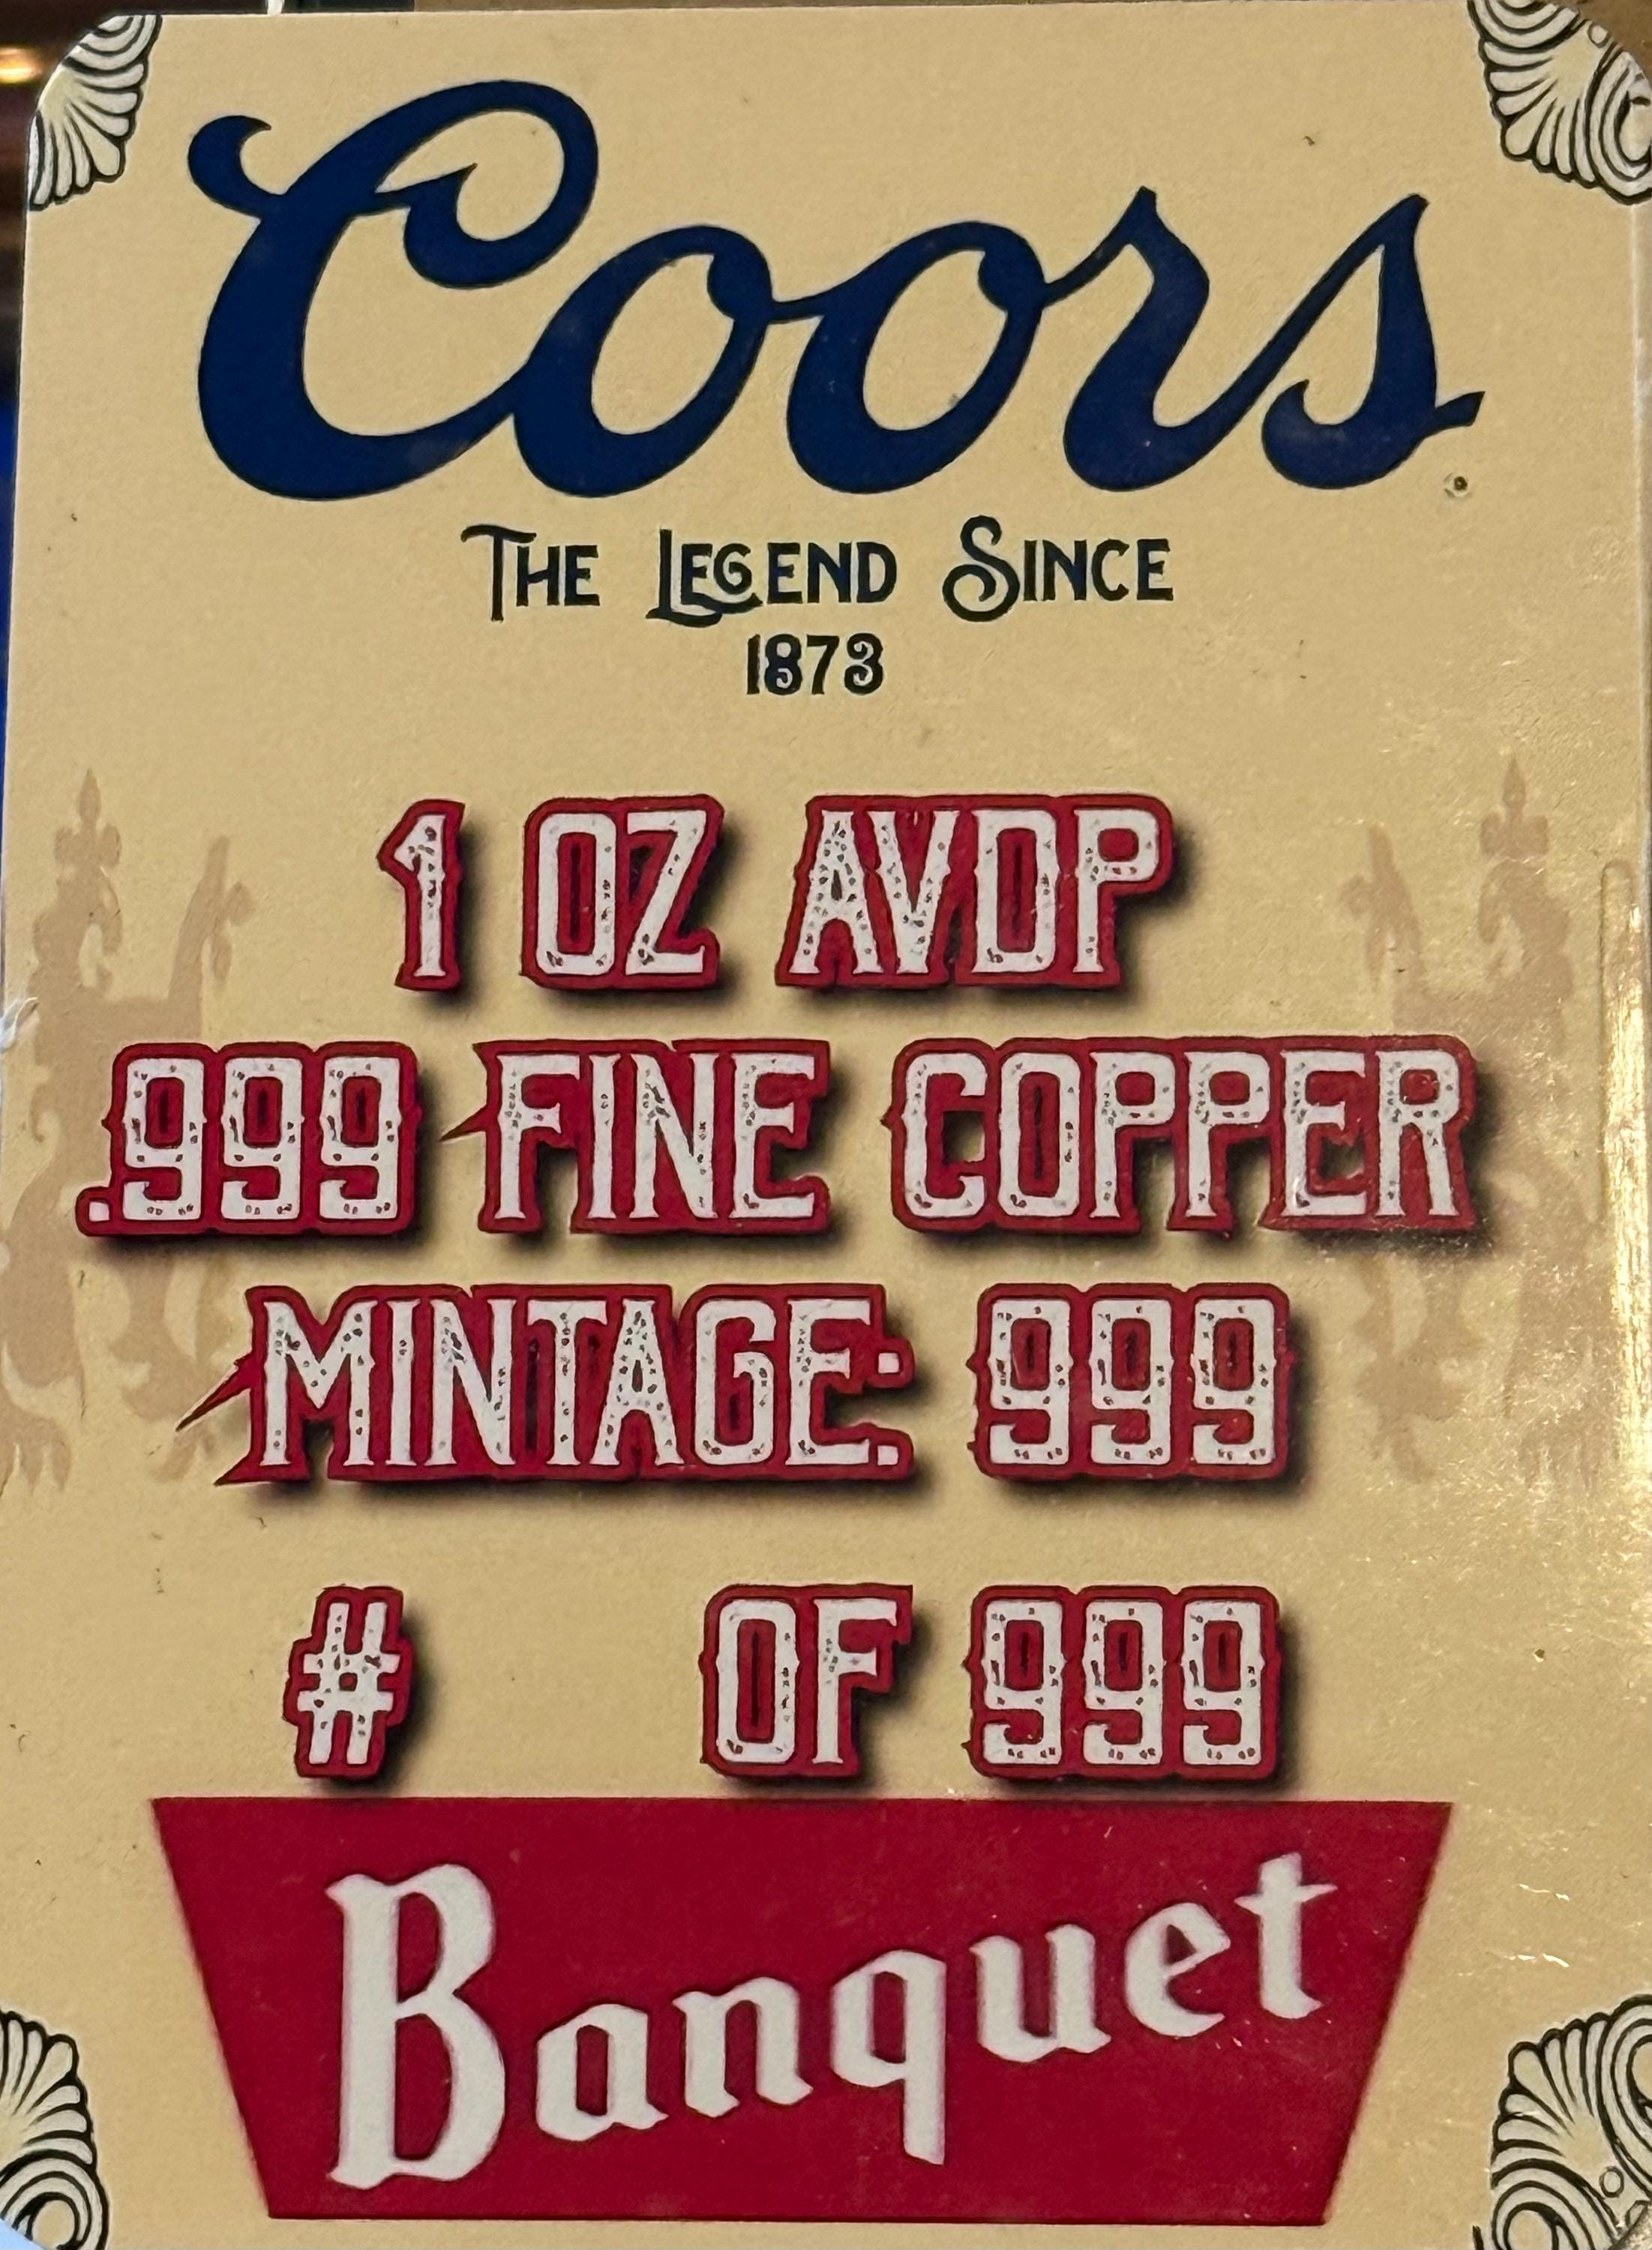 Coors
THE LEGEND SINCE
1873
1 OZ AVDP
.999 FINE COPPER
MINTAGE: 999
# OF 999
Banquet